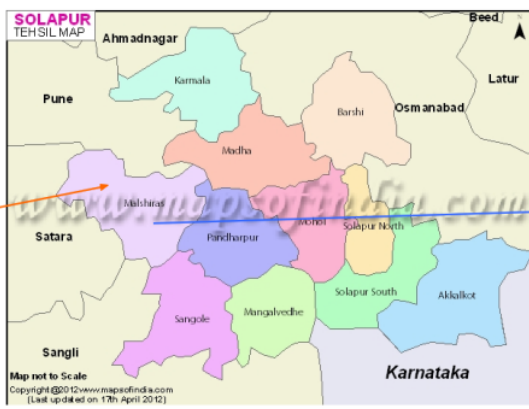 SOLAPUR
TEHSIL MAP
Beed
Ahmadnagar
Latur
Karmala
Pune
Osmanabad
Barshi
Madha
www.mapsofindia.com
Malshiras
Satara
Mohol
Solapur North
Pandharpur
Solapur South
Akkalkot
Sangole
Mangalvedhe
Sangli
Karnataka
Map not to Scale
Copyright@2012www.mapsofindia.com
(Last updated on 17th April 2012)